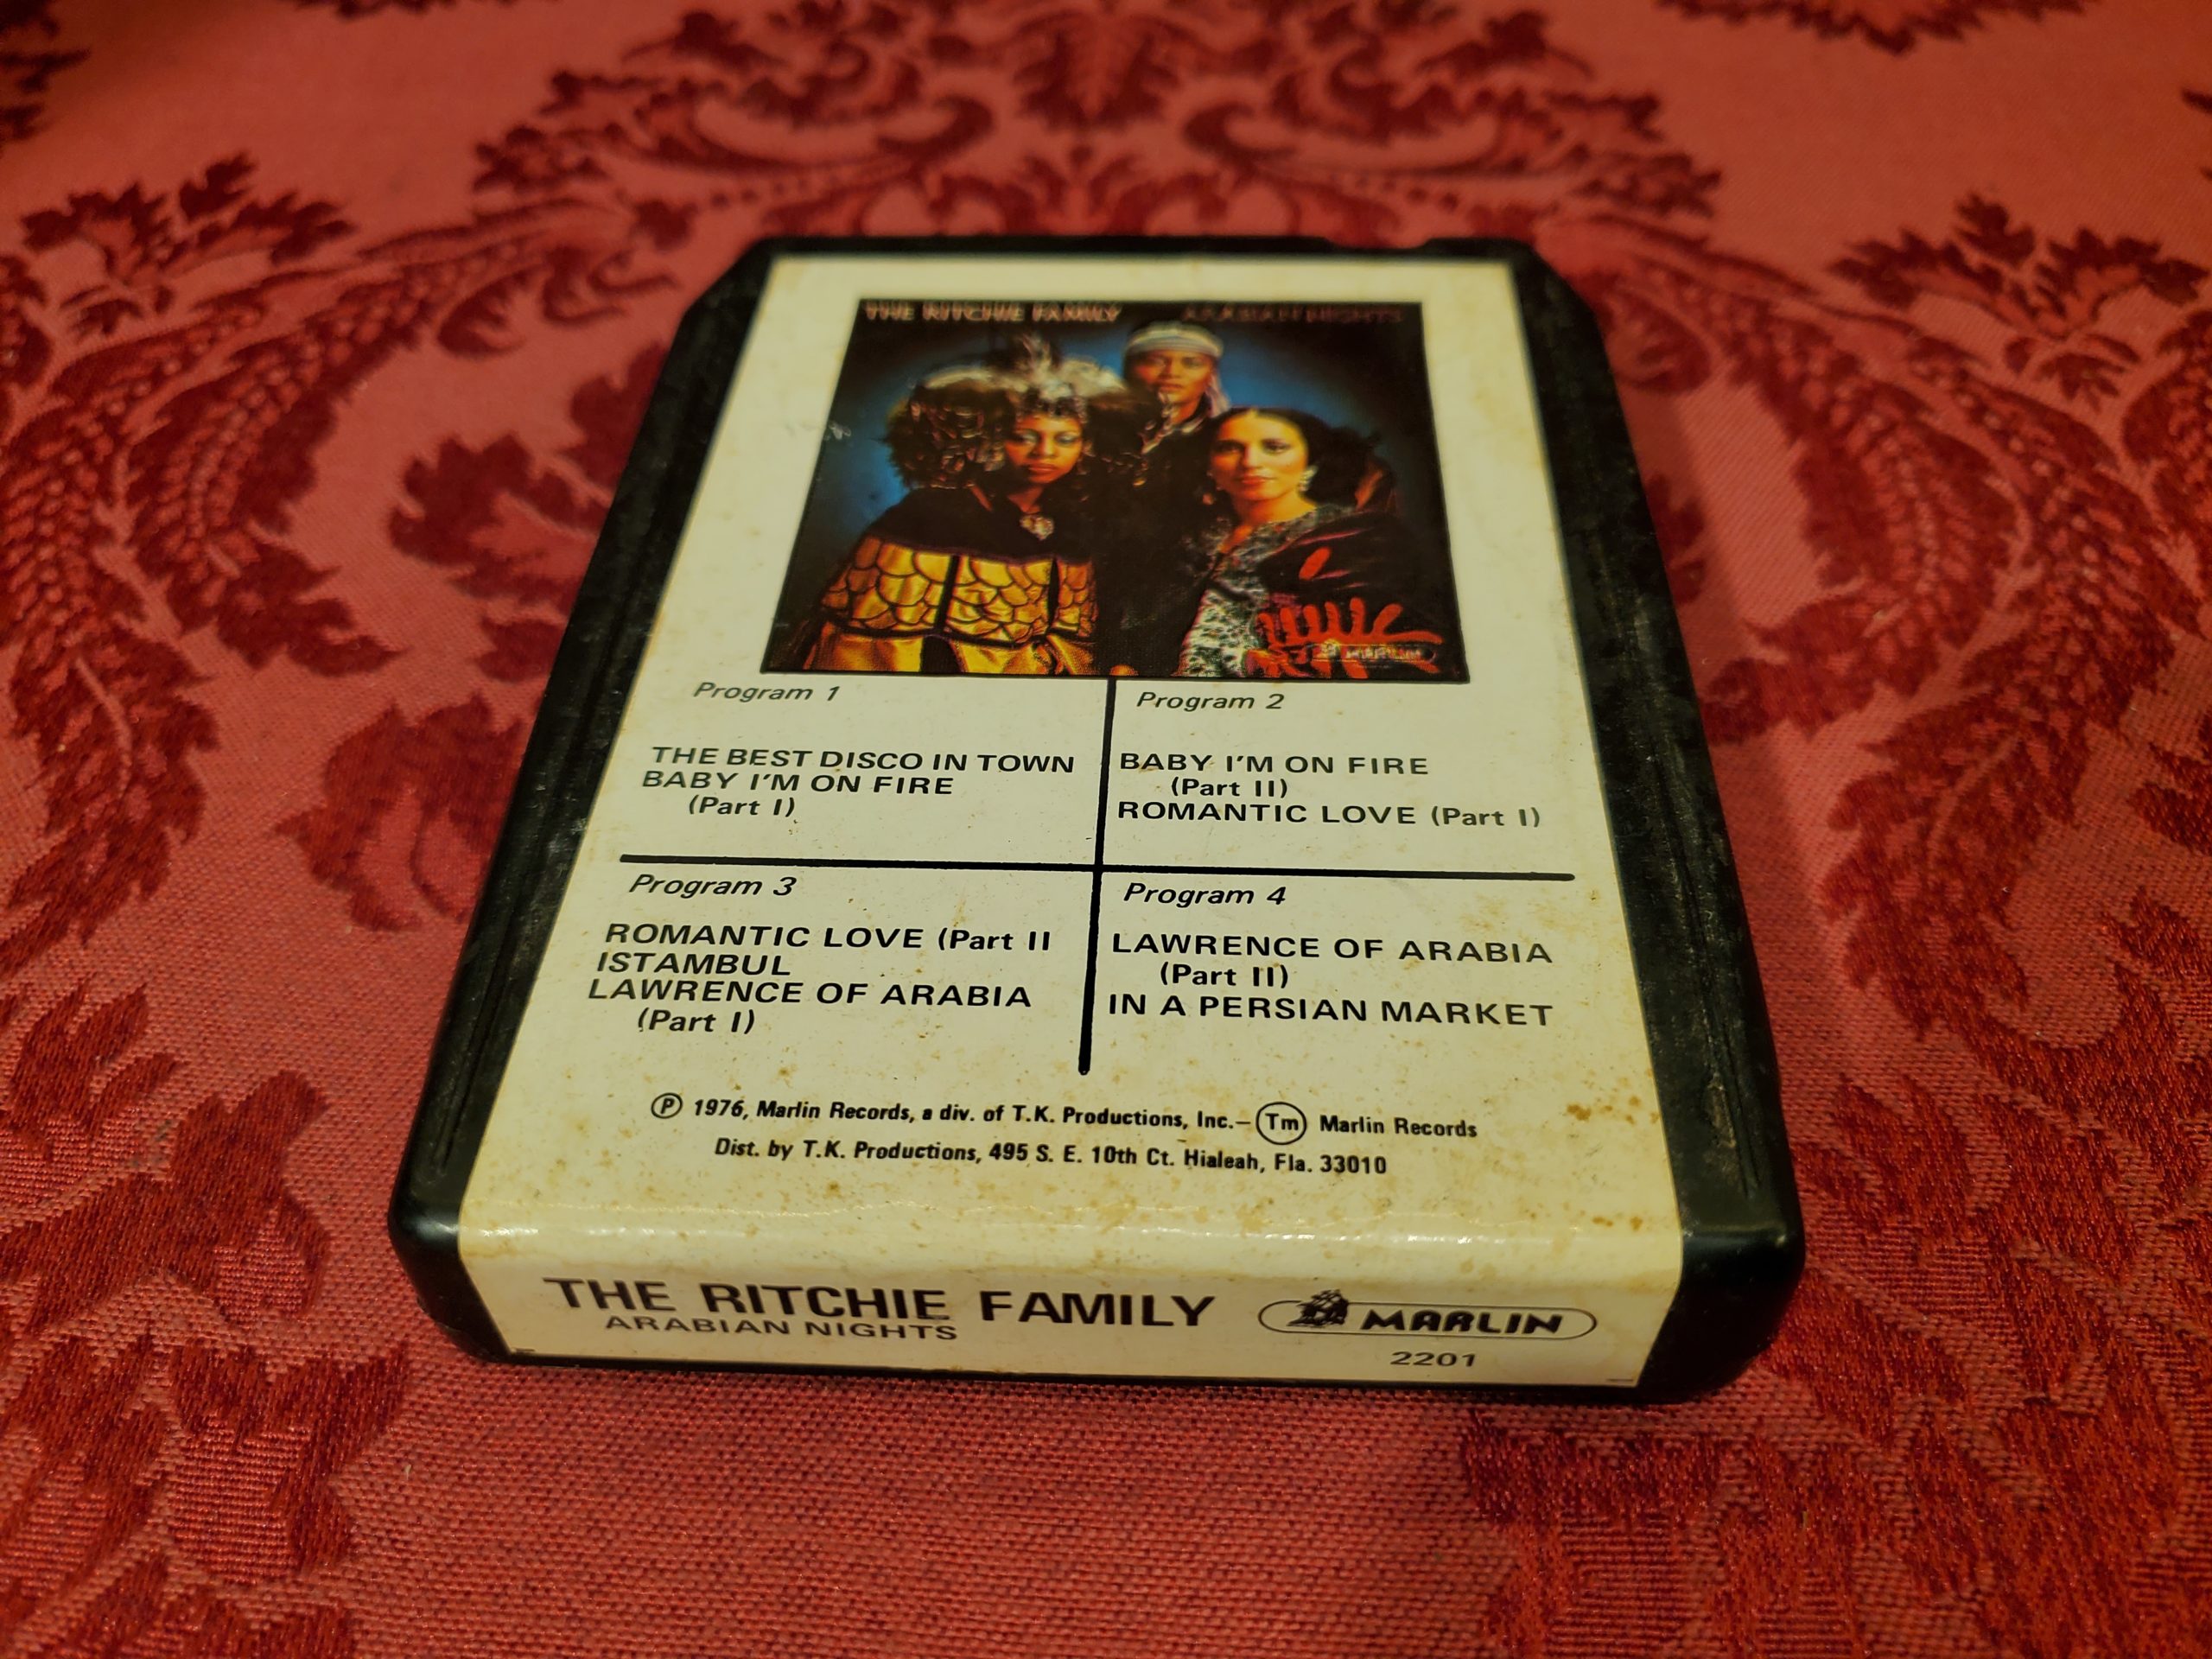 THE RITCHIE FAMILY ARABIAN NIGHTS
MARLIN
Program 1
THE BEST DISCO IN TOWN
BABY I'M ON FIRE
(Part I)
Program 2
BABY I'M ON FIRE
(Part II)
ROMANTIC LOVE (Part I)
Program 3
ROMANTIC LOVE (Part II
ISTAMBUL
LAWRENCE OF ARABIA
(Part I)
Program 4
LAWRENCE OF ARABIA
(Part II)
IN A PERSIAN MARKET
Ⓟ 1976, Marlin Records, a div. of T.K. Productions, Inc.– Tm Marlin Records
Dist. by T.K. Productions, 495 S. E. 10th Ct. Hialeah, Fla. 33010
THE RITCHIE FAMILY
ARABIAN NIGHTS
MARLIN
2201